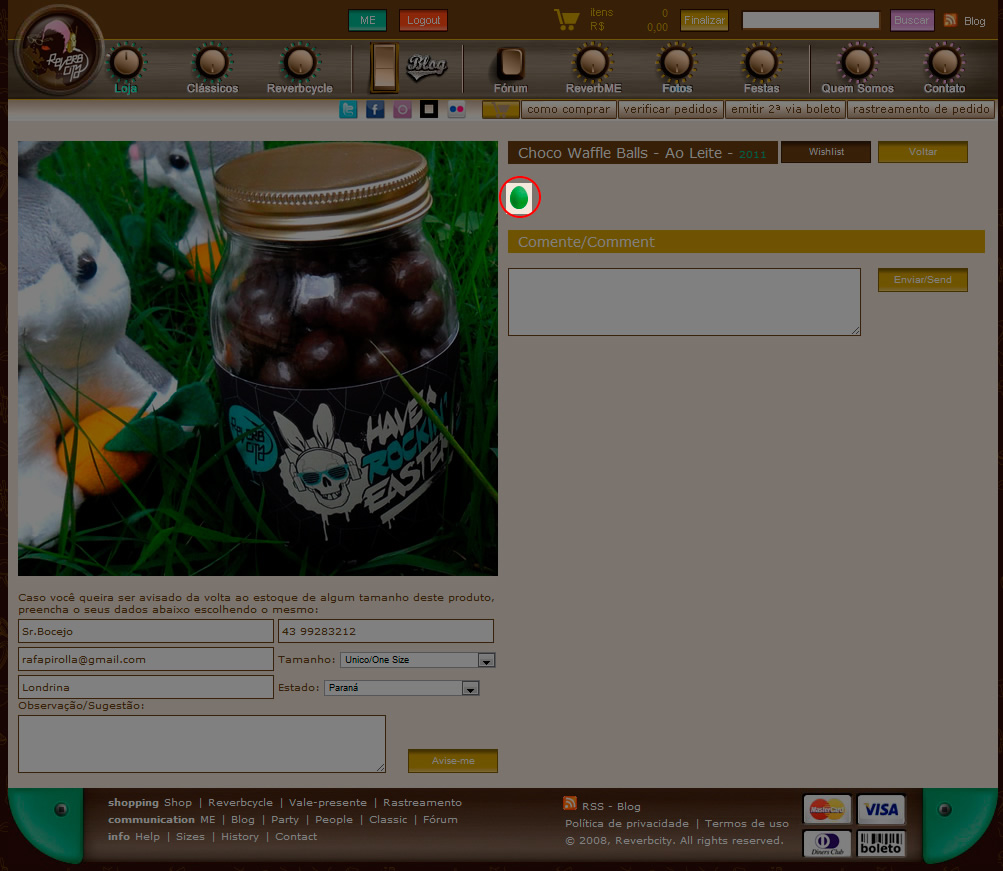 ME Logout itens 0 Finalizar Buscar Blog
R$ 0,00
REVERBCITY
Loja Clássicos Reverbcycle Blog Fórum ReverbME Fotos Festas Quem Somos Contato
como comprar verificar pedidos emitir 2ª via boleto rastreamento de pedido
Choco Waffle Balls - Ao Leite - 2011 Wishlist Voltar
Comente/Comment
Enviar/Send
HAVE A
ROCKIN
EASTER
Caso você queira ser avisado da volta ao estoque de algum tamanho deste produto,
preencha o seus dados abaixo escolhendo o mesmo:
Sr.Bocejo 43 99283212
rafapirolla@gmail.com Tamanho: Unico/One Size
Londrina Estado: Paraná
Observação/Sugestão:
Avise-me
shopping Shop | Reverbcycle | Vale-presente | Rastreamento
communication ME | Blog | Party | People | Classic | Fórum
info Help | Sizes | History | Contact
RSS - Blog
Política de privacidade | Termos de uso
© 2008, Reverbcity. All rights reserved.
MasterCard VISA
Diners Club boleto